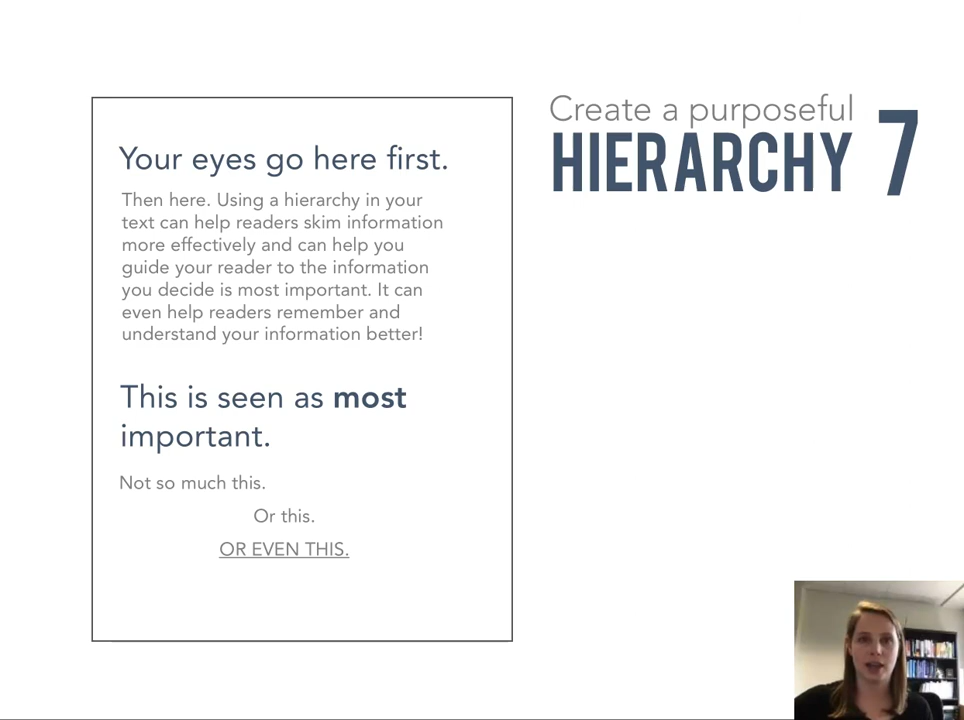 Create a purposeful
HIERARCHY 7
Your eyes go here first.
Then here. Using a hierarchy in your
text can help readers skim information
more effectively and can help you
guide your reader to the information
you decide is most important. It can
even help readers remember and
understand your information better!
This is seen as most
important.
Not so much this.
Or this.
OR EVEN THIS.